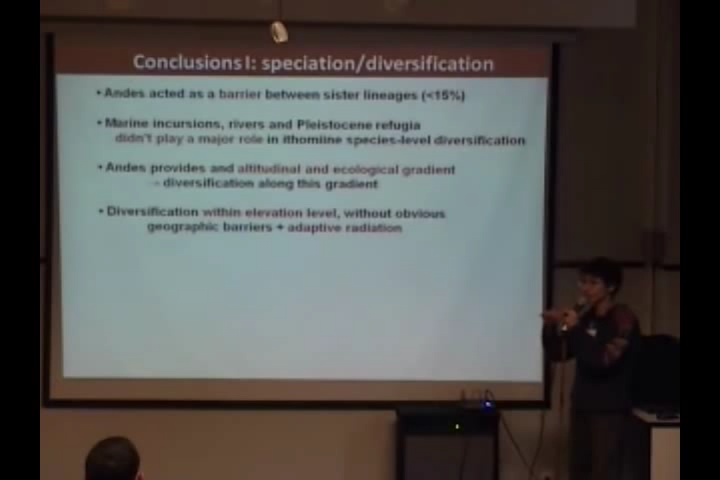 Conclusions I: speciation/diversification
• Andes acted as a barrier between sister lineages (<15%)
• Marine incursions, rivers and Pleistocene refugia
didn't play a major role in ithomiine species-level diversification
• Andes provides and altitudinal and ecological gradient
→ diversification along this gradient
• Diversification within elevation level, without obvious
geographic barriers + adaptive radiation